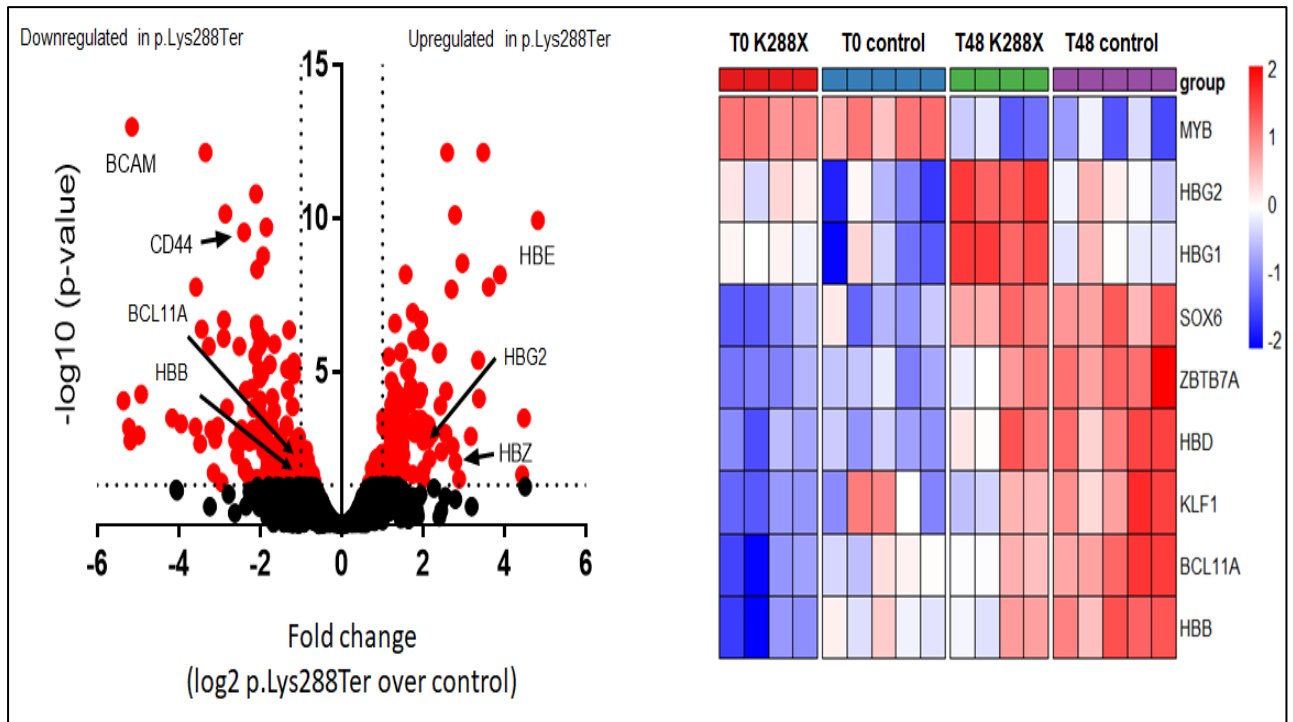 Downregulated in p.Lys288Ter
Upregulated in p.Lys288Ter
15
10
5
-log10 (p-value)
BCAM
CD44
BCL11A
HBB
HBE
HBG2
HBZ
-6 -4 -2 0 2 4 6
Fold change
(log2 p.Lys288Ter over control)
T0 K288X T0 control T48 K288X T48 control
group
MYB
HBG2
HBG1
SOX6
ZBTB7A
HBD
KLF1
BCL11A
HBB
2
1
0
-1
-2